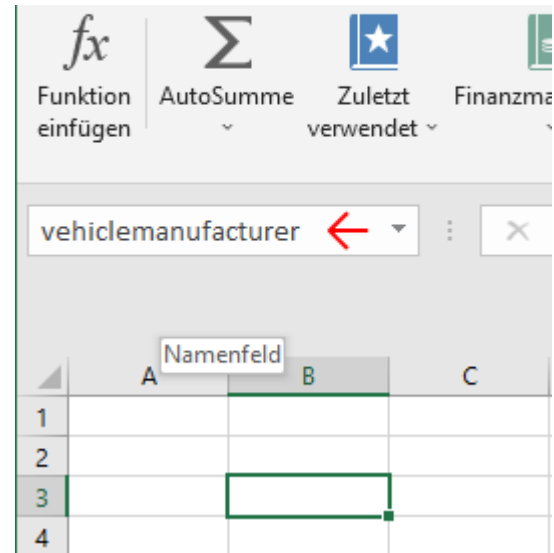 fx
Funktion einfügen
AutoSumme
Zuletzt verwendet
Finanzma
vehiclemanufacturer
Namenfeld
A B C
1
2
3
4